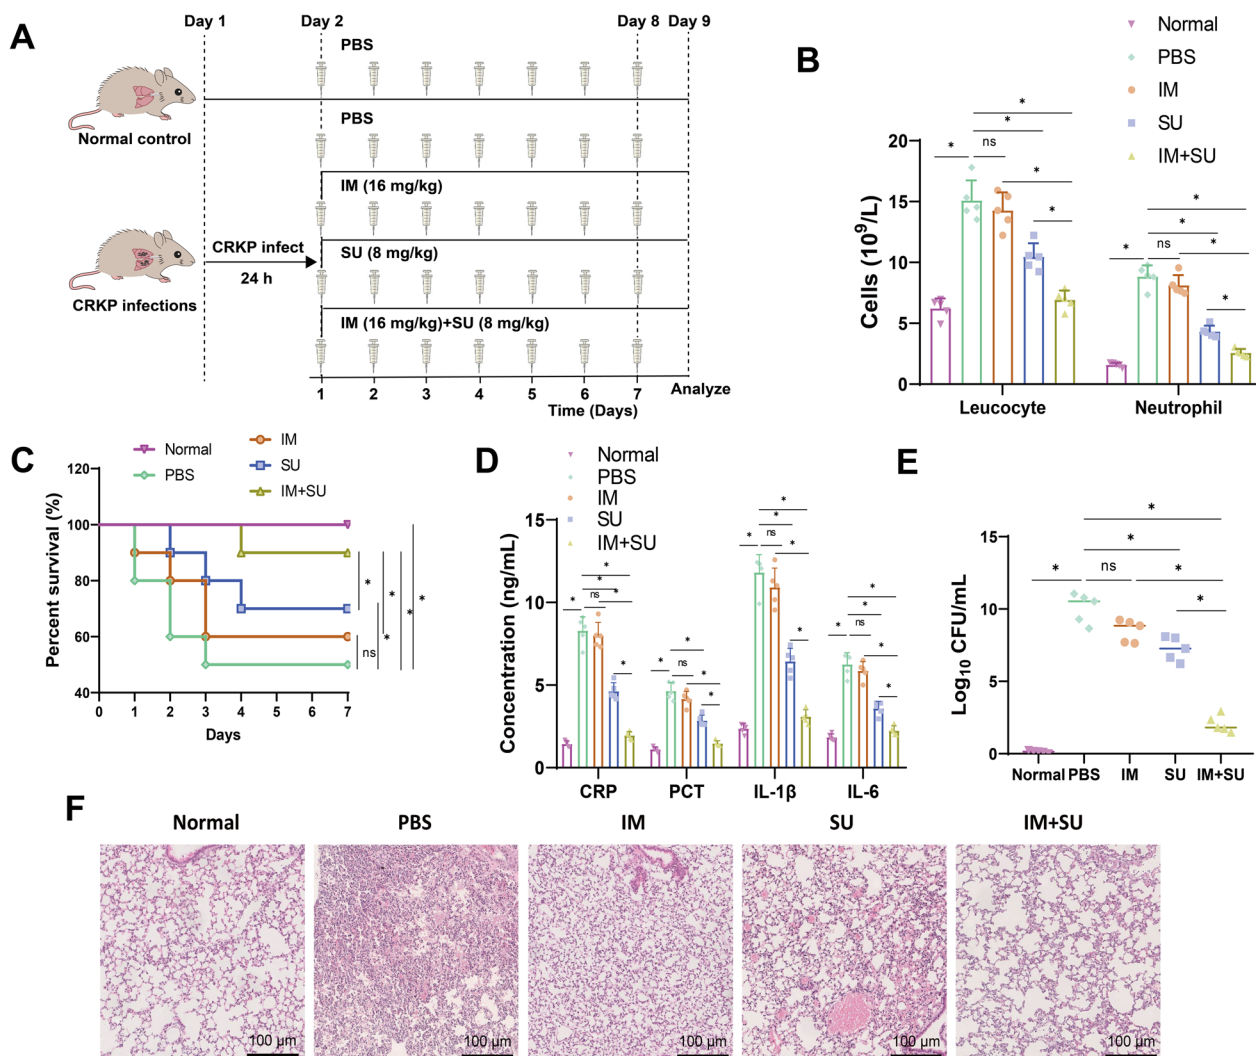 A
Day 1
Day 2
Day 8
Day 9
PBS
Normal control
PBS
IM (16 mg/kg)
CRKP infect
24 h
SU (8 mg/kg)
CRKP infections
IM (16 mg/kg)+SU (8 mg/kg)
1 2 3 4 5 6 7
Analyze
Time (Days)
B
Normal
PBS
IM
SU
IM+SU
Cells (10⁹/L)
20
15
10
5
0
* ns * * * *
* ns * * * *
Leucocyte
Neutrophil
C
Normal
PBS
IM
SU
IM+SU
Percent survival (%)
120
100
80
60
40
0 1 2 3 4 5 6 7
Days
ns * * * * *
D
Normal
PBS
IM
SU
IM+SU
Concentration (ng/mL)
15
10
5
0
* ns * * * *
* ns * * *
* ns * * * *
* ns * * * *
CRP
PCT
IL-1β
IL-6
E
Log₁₀ CFU/mL
15
10
5
0
*
*
* ns *
*
Normal PBS IM SU IM+SU
F
Normal
PBS
IM
SU
IM+SU
100 μm
100 μm
100 μm
100 μm
100 μm